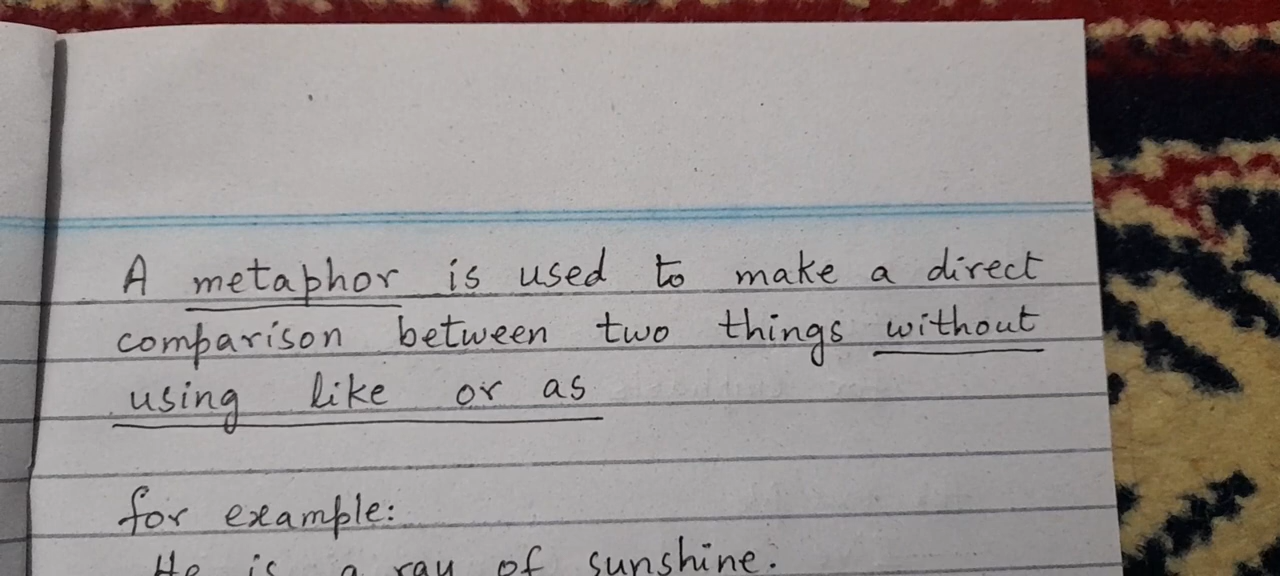 A metaphor is used to make a direct
comparison between two things without
using like or as
for example:
He is a ray of sunshine.